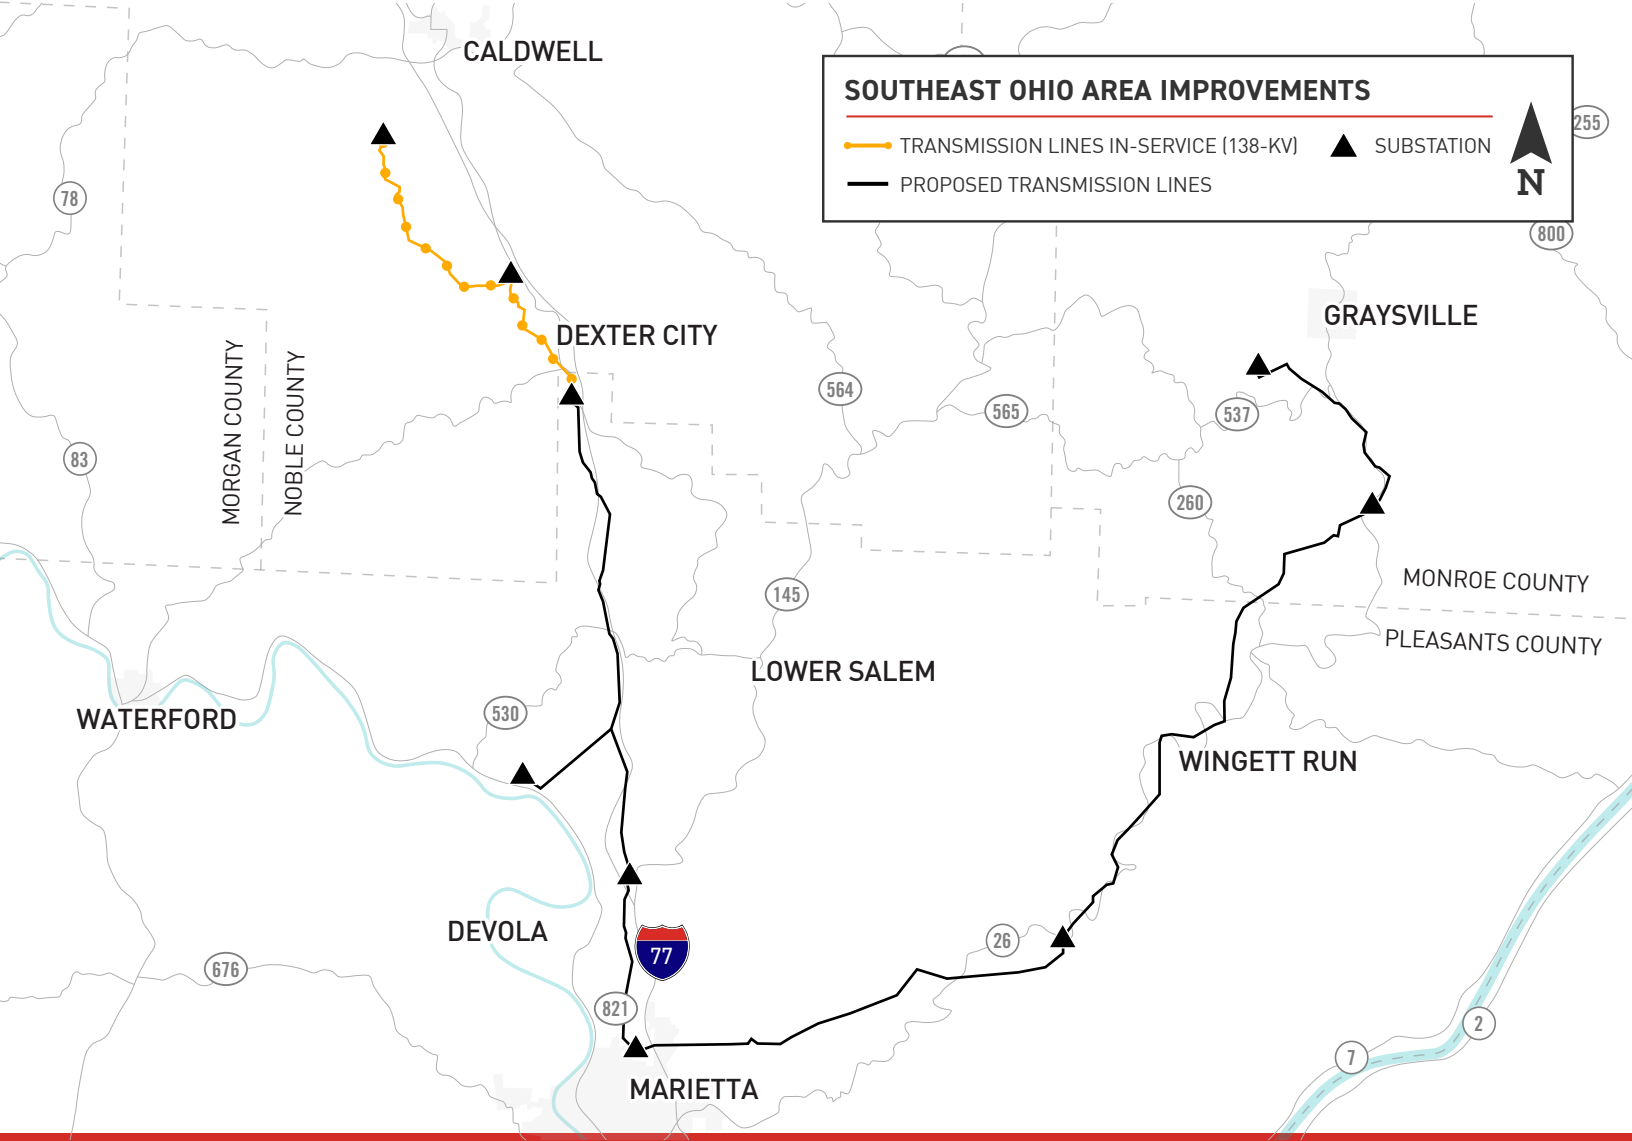 CALDWELL
SOUTHEAST OHIO AREA IMPROVEMENTS
TRANSMISSION LINES IN-SERVICE (138-KV)
SUBSTATION
PROPOSED TRANSMISSION LINES
N
255
78
800
GRAYSVILLE
DEXTER CITY
MORGAN COUNTY
NOBLE COUNTY
564
565
537
83
260
MONROE COUNTY
145
PLEASANTS COUNTY
LOWER SALEM
530
WATERFORD
WINGETT RUN
DEVOLA
26
77
676
821
2
7
MARIETTA